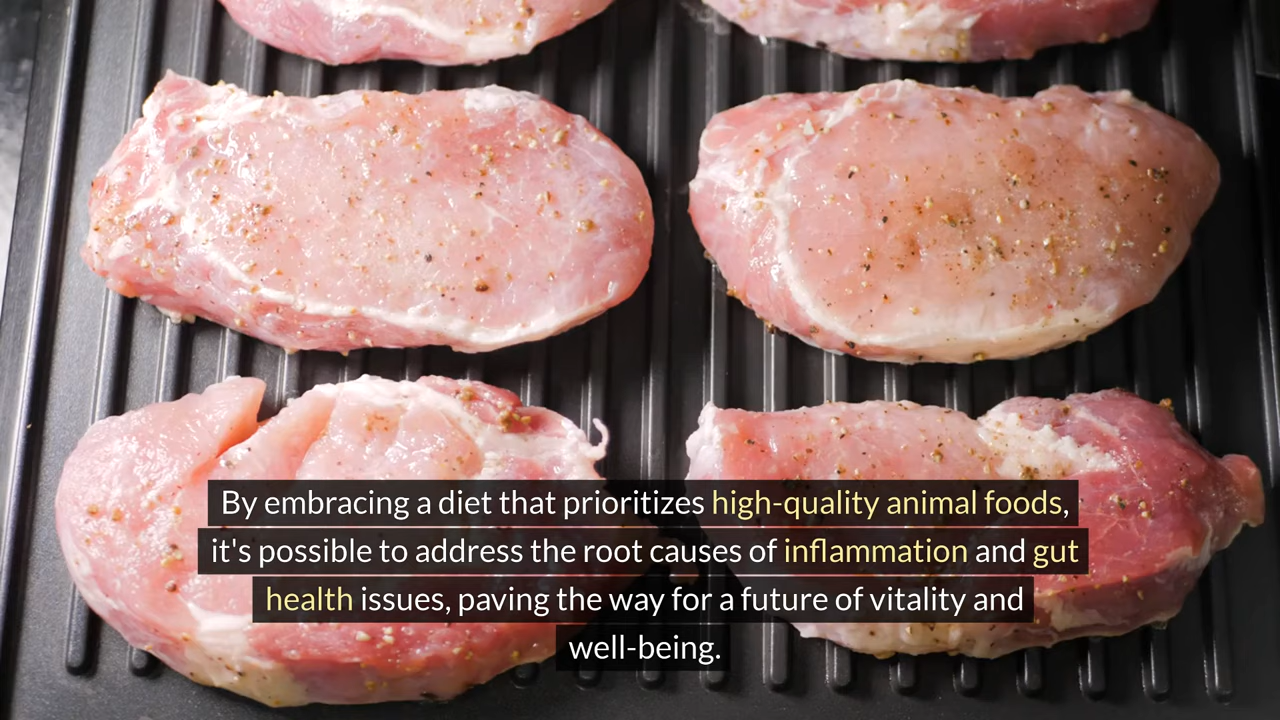 By embracing a diet that prioritizes high-quality animal foods,
it's possible to address the root causes of inflammation and gut
health issues, paving the way for a future of vitality and
well-being.